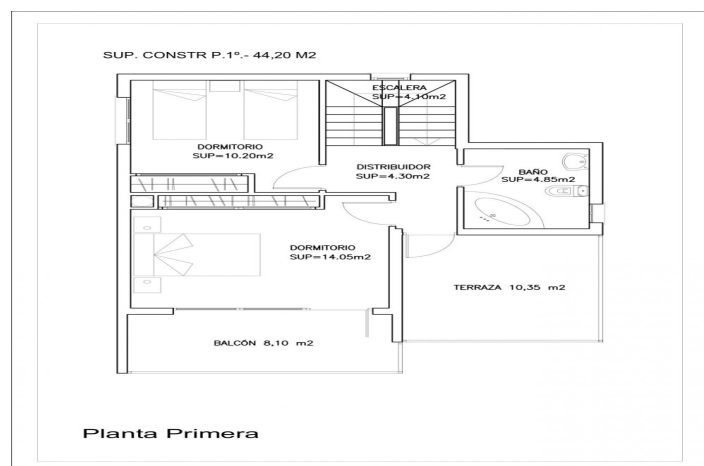 SUP. CONSTR P.1º.- 44,20 M2
ESCALERA
SUP=4.10m2
DORMITORIO
SUP=10.20m2
DISTRIBUIDOR
SUP=4.30m2
BAÑO
SUP=4.85m2
DORMITORIO
SUP=14.05m2
TERRAZA 10,35 m2
BALCÓN 8,10 m2
Planta Primera